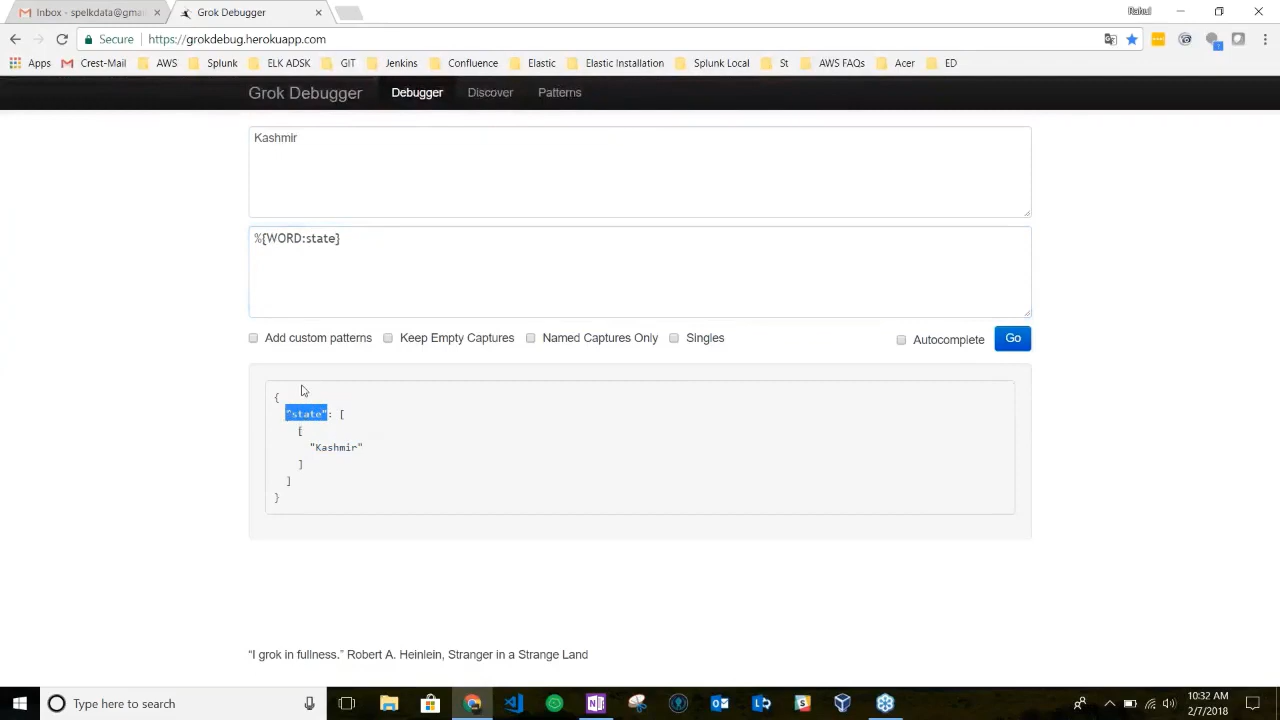 Inbox - spelkdata@gmai
Grok Debugger
Secure https://grokdebug.herokuapp.com
Apps Crest-Mail AWS Splunk ELK ADSK GIT Jenkins Confluence Elastic Elastic Installation Splunk Local St AWS FAQs Acer ED
Grok Debugger Debugger Discover Patterns
Kashmir
%{WORD:state}
Add custom patterns Keep Empty Captures Named Captures Only Singles Autocomplete Go
{
"state": [
[
"Kashmir"
]
]
}
“I grok in fullness.” Robert A. Heinlein, Stranger in a Strange Land
Type here to search
10:32 AM
2/7/2018